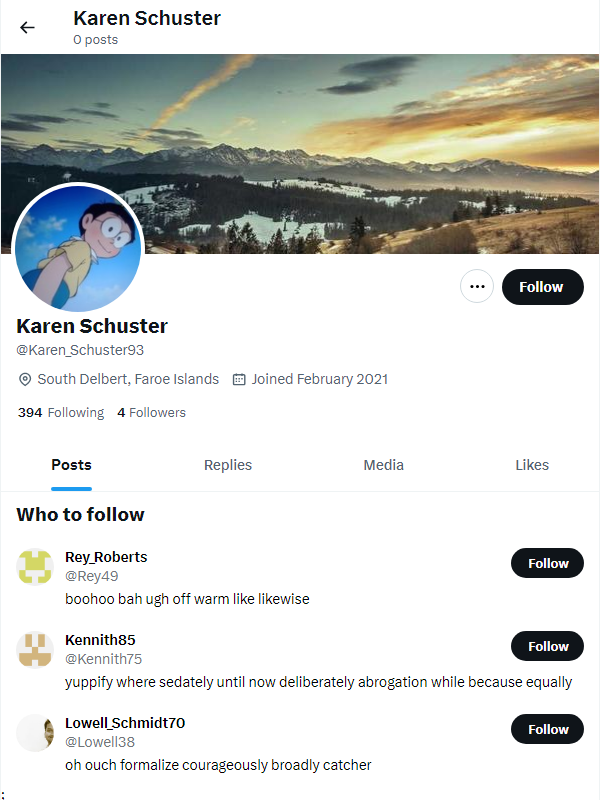 Karen Schuster
0 posts
Follow
Karen Schuster
@Karen_Schuster93
South Delbert, Faroe Islands Joined February 2021
394 Following 4 Followers
Posts Replies Media Likes
Who to follow
Rey_Roberts
@Rey49
Follow
boohoo bah ugh off warm like likewise
Kennith85
@Kennith75
Follow
yuppify where sedately until now deliberately abrogation while because equally
Lowell_Schmidt70
@Lowell38
Follow
oh ouch formalize courageously broadly catcher
;